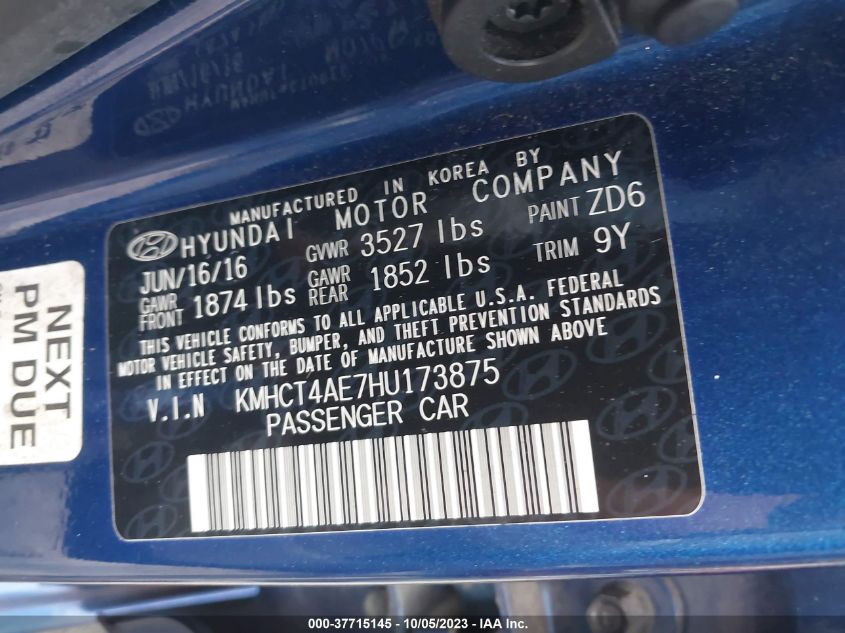 MANUFACTURED IN KOREA BY
HYUNDAI MOTOR COMPANY
JUN/16/16 GVWR 3527 lbs PAINT ZD6
GAWR FRONT 1874 lbs GAWR REAR 1852 lbs TRIM 9Y
THIS VEHICLE CONFORMS TO ALL APPLICABLE U.S.A. FEDERAL
MOTOR VEHICLE SAFETY, BUMPER, AND THEFT PREVENTION STANDARDS
IN EFFECT ON THE DATE OF MANUFACTURE SHOWN ABOVE
V.I.N KMHCT4AE7HU173875
PASSENGER CAR
NEXT
PM DUE
000-37715145 - 10/05/2023 - IAA Inc.